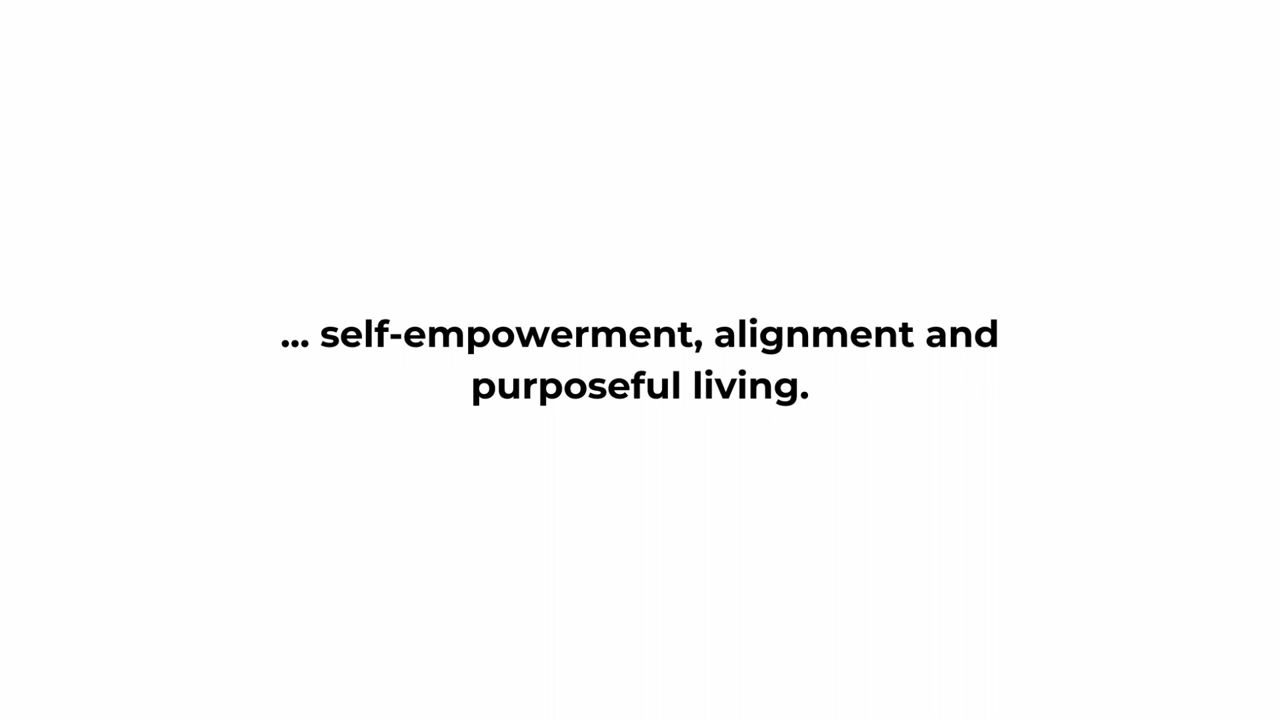 ... self-empowerment, alignment and
purposeful living.